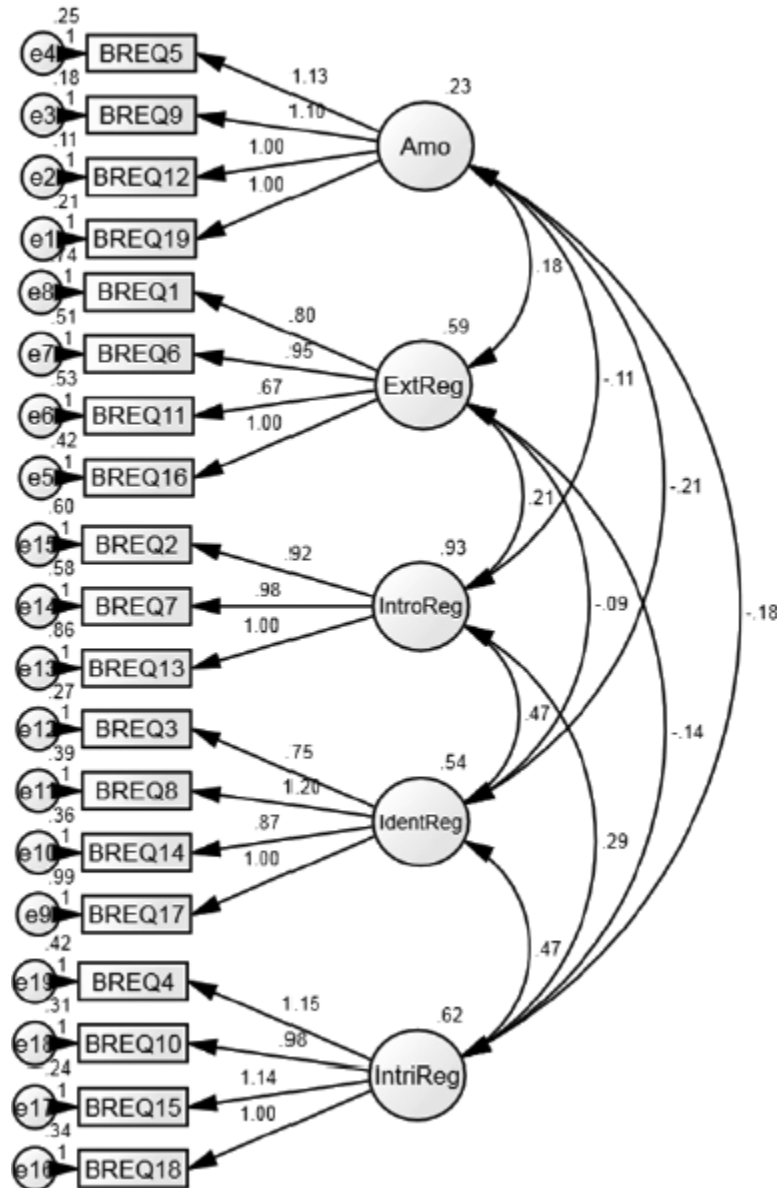 .25
e4 1 BREQ5
.18
e3 1 BREQ9
.11
e2 1 BREQ12
.21
e1 1 BREQ19
.74
e8 1 BREQ1
.51
e7 1 BREQ6
.53
e6 1 BREQ11
.42
e5 1 BREQ16
.60
e15 1 BREQ2
.58
e14 1 BREQ7
.86
e13 1 BREQ13
.27
e12 1 BREQ3
.39
e11 1 BREQ8
.36
e10 1 BREQ14
.99
e9 1 BREQ17
.42
e19 1 BREQ4
.31
e18 1 BREQ10
.24
e17 1 BREQ15
.34
e16 1 BREQ18
1.13
1.10
1.00
1.00
.23
Amo
.80
.95
.67
1.00
.59
ExtReg
.92
.98
1.00
.93
IntroReg
.75
1.20
.87
1.00
.54
IdentReg
1.15
.98
1.14
1.00
.62
IntriReg
.18
-.11
-.21
.21
-.09
-.18
.47
-.14
.29
.47